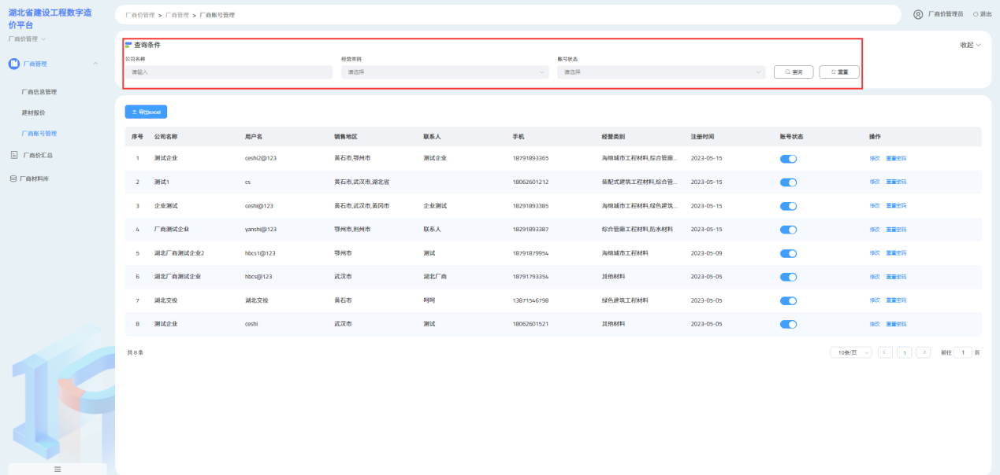 湖北省建设工程数字造
价平台
厂商价管理
厂商管理
厂商信息管理
建材报价
厂商账号管理
厂商价汇总
厂商材料库
厂商价管理 > 厂商管理 > 厂商账号管理
厂商价管理员 退出
查询条件 收起
公司名称 经营类别 账号状态
请输入 请选择 请选择 查询 重置
导出excel
序号 公司名称 用户名 销售地区 联系人 手机 经营类别 注册时间 账号状态 操作
1 测试企业 ceshi2@123 黄石市,鄂州市 测试企业 18791893365 海绵城市工程材料,综合管廊... 2023-05-15 修改 重置密码
2 测试1 cs 黄石市,武汉市,湖北省 18062601212 装配式建筑工程材料,综合管... 2023-05-15 修改 重置密码
3 企业测试 ceshi@123 黄石市,武汉市,黄冈市 企业测试 18291893385 海绵城市工程材料,绿色建筑... 2023-05-15 修改 重置密码
4 厂商测试企业 yanshi@123 鄂州市,荆州市 联系人 18291893387 综合管廊工程材料,防水材料 2023-05-15 修改 重置密码
5 湖北厂商测试企业2 hbcs1@123 鄂州市 测试 18791879954 海绵城市工程材料 2023-05-09 修改 重置密码
6 湖北厂商测试企业 hbcs@123 武汉市 湖北厂商 18791793354 其他材料 2023-05-05 修改 重置密码
7 湖北交投 湖北交投 黄石市 呵呵 13871546798 绿色建筑工程材料 2023-05-05 修改 重置密码
8 测试企业 ceshi 武汉市 测试 18062601521 其他材料 2023-05-05 修改 重置密码
共 8 条 10条/页 1 前往 1 页